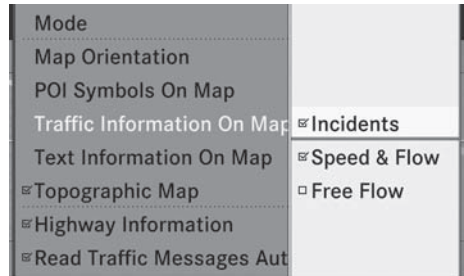 Mode
Map Orientation
POI Symbols On Map
Traffic Information On Map
Text Information On Map
Topographic Map
Highway Information
Read Traffic Messages Aut
Incidents
Speed & Flow
Free Flow